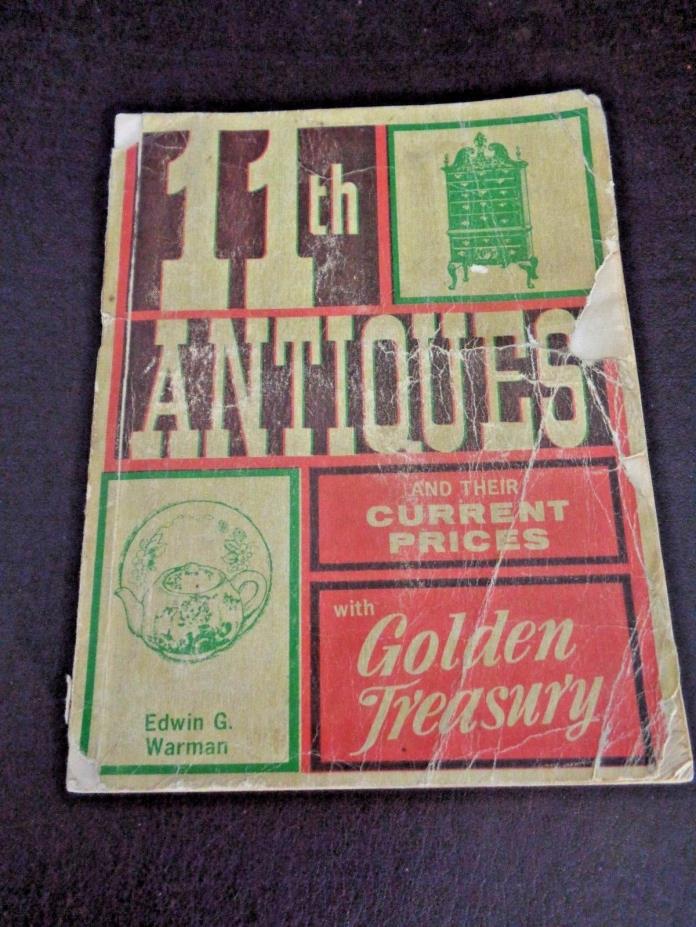 11th
ANTIQUES
AND THEIR
CURRENT
PRICES
with
Golden
Treasury
Edwin G.
Warman